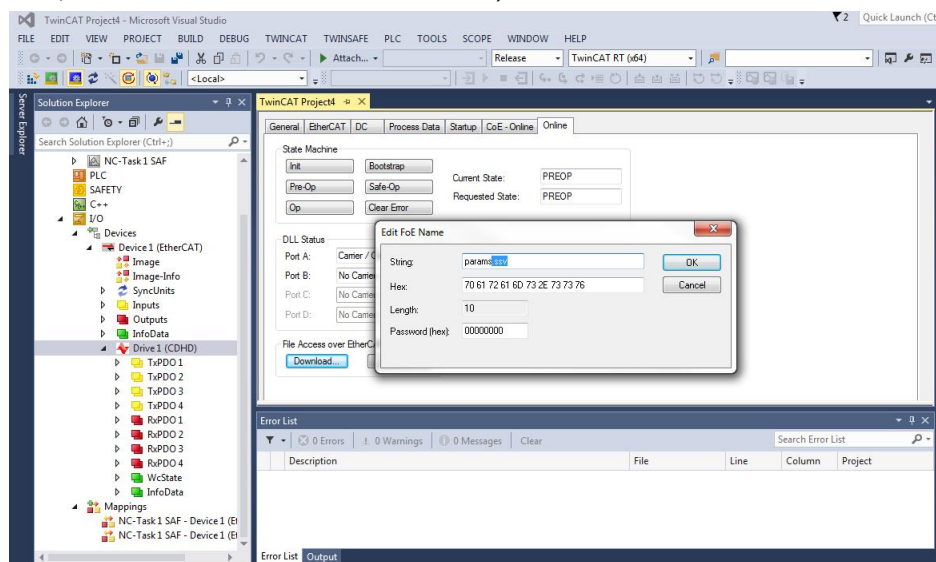 TwinCAT Project4 - Microsoft Visual Studio
2 Quick Launch (Ct
FILE EDIT VIEW PROJECT BUILD DEBUG TWINCAT TWINSAFE PLC TOOLS SCOPE WINDOW HELP
Attach... Release TwinCAT RT (x64)
<Local>
Server Explorer
Solution Explorer
Search Solution Explorer (Ctrl+;)
NC-Task 1 SAF
PLC
SAFETY
C++
I/O
Devices
Device 1 (EtherCAT)
Image
Image-Info
SyncUnits
Inputs
Outputs
InfoData
Drive 1 (CDHD)
TxPDO 1
TxPDO 2
TxPDO 3
TxPDO 4
RxPDO 1
RxPDO 2
RxPDO 3
RxPDO 4
WcState
InfoData
Mappings
NC-Task 1 SAF - Device 1 (Et
NC-Task 1 SAF - Device 1 (Et
TwinCAT Project4
General EtherCAT DC Process Data Startup CoE - Online Online
State Machine
Init Bootstrap
Pre-Op Safe-Op
Op Clear Error
Current State: PREOP
Requested State: PREOP
DLL Status
Port A: Carrier /
Port B: No Carrier
Port C: No Carrier
Port D: No Carrier
File Access over EtherCA
Download...
Edit FoE Name
String: params.ssv OK
Hex: 70 61 72 61 6D 73 2E 73 73 76 Cancel
Length: 10
Password (hex): 00000000
Error List
0 Errors 0 Warnings 0 Messages Clear Search Error List
Description File Line Column Project
Error List Output